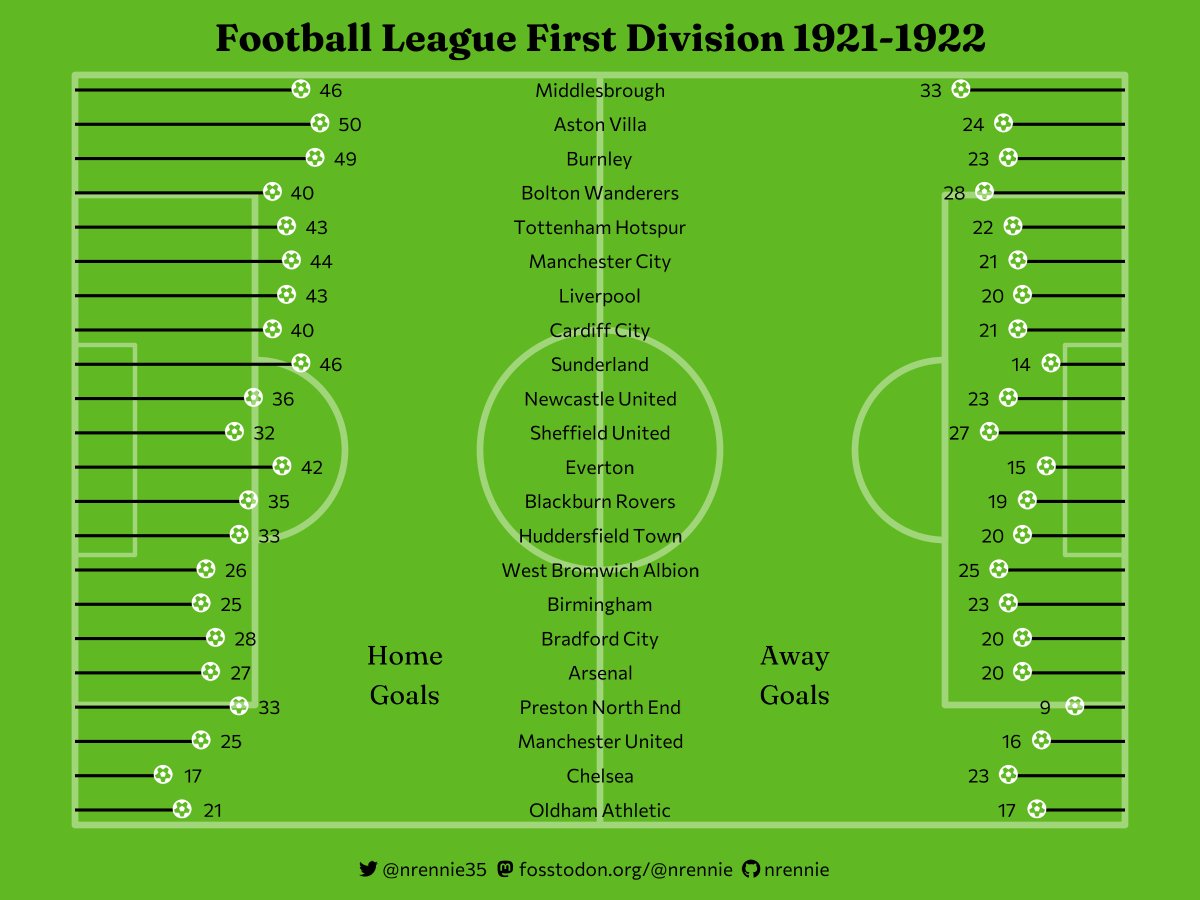 Football League First Division 1921-1922
46 Middlesbrough 33
50 Aston Villa 24
49 Burnley 23
40 Bolton Wanderers 28
43 Tottenham Hotspur 22
44 Manchester City 21
43 Liverpool 20
40 Cardiff City 21
46 Sunderland 14
36 Newcastle United 23
32 Sheffield United 27
42 Everton 15
35 Blackburn Rovers 19
33 Huddersfield Town 20
26 West Bromwich Albion 25
25 Birmingham 23
28 Bradford City 20
Home Away
27 Arsenal 20
Goals Goals
33 Preston North End 9
25 Manchester United 16
17 Chelsea 23
21 Oldham Athletic 17
@nrennie35 fosstodon.org/@nrennie nrennie